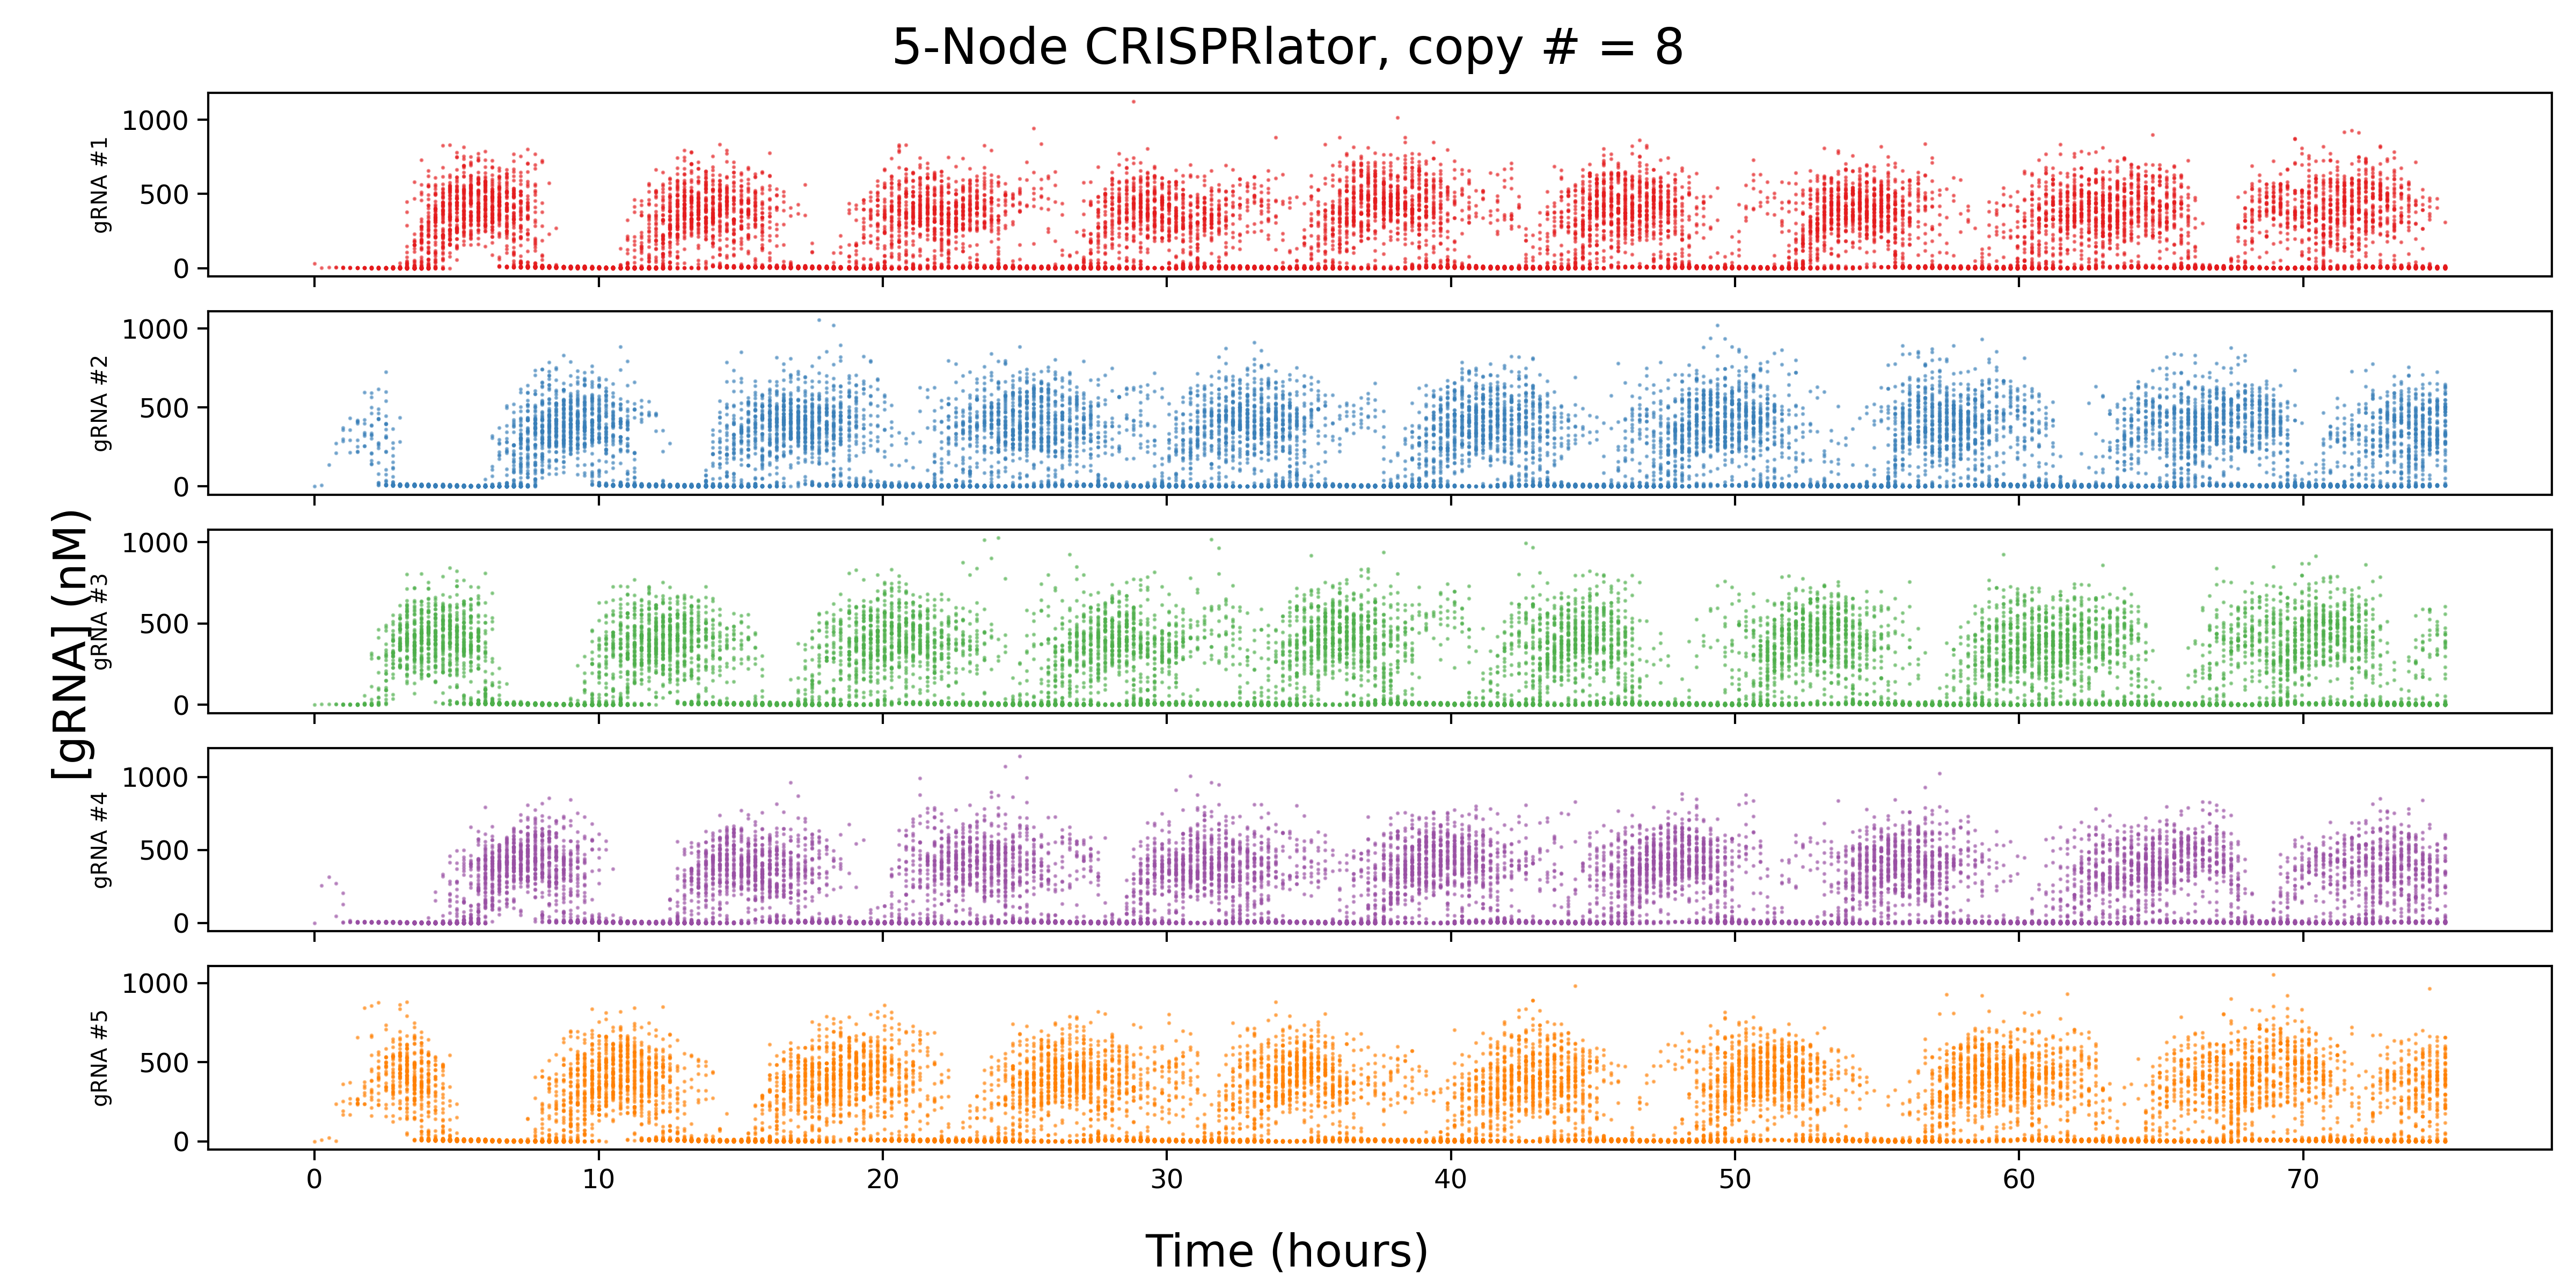 5-Node CRISPRlator, copy # = 8
[gRNA] (nM)
gRNA #1
1000
500
0
gRNA #2
1000
500
0
gRNA #3
1000
500
0
gRNA #4
1000
500
0
gRNA #5
1000
500
0
0 10 20 30 40 50 60 70
Time (hours)